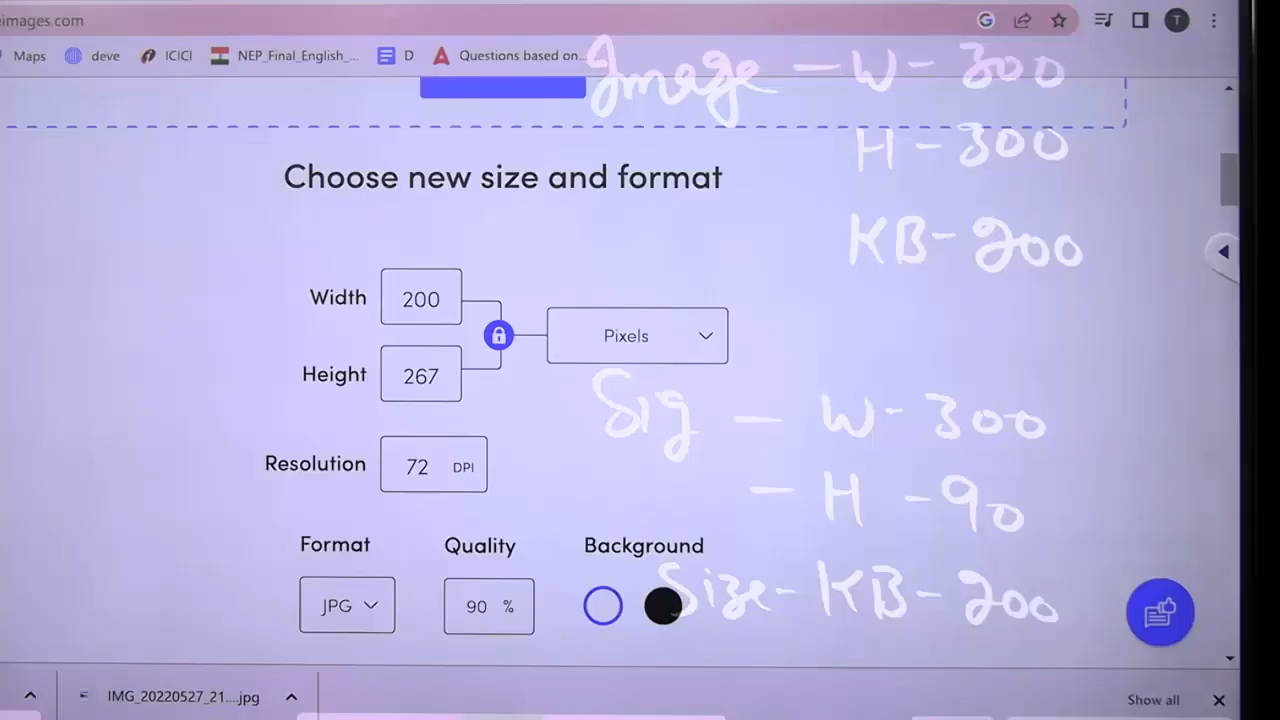 eimages.com
T
Maps deve ICICI NEP_Final_English_... D Questions based on...
Image - W - 300
H - 300
KB - 200
Choose new size and format
Width 200
Pixels
Height 267
Sig - W - 300
- H - 90
Resolution 72 DPI
Format Quality Background
JPG 90 %
Size - KB - 200
IMG_20220527_21....jpg
Show all